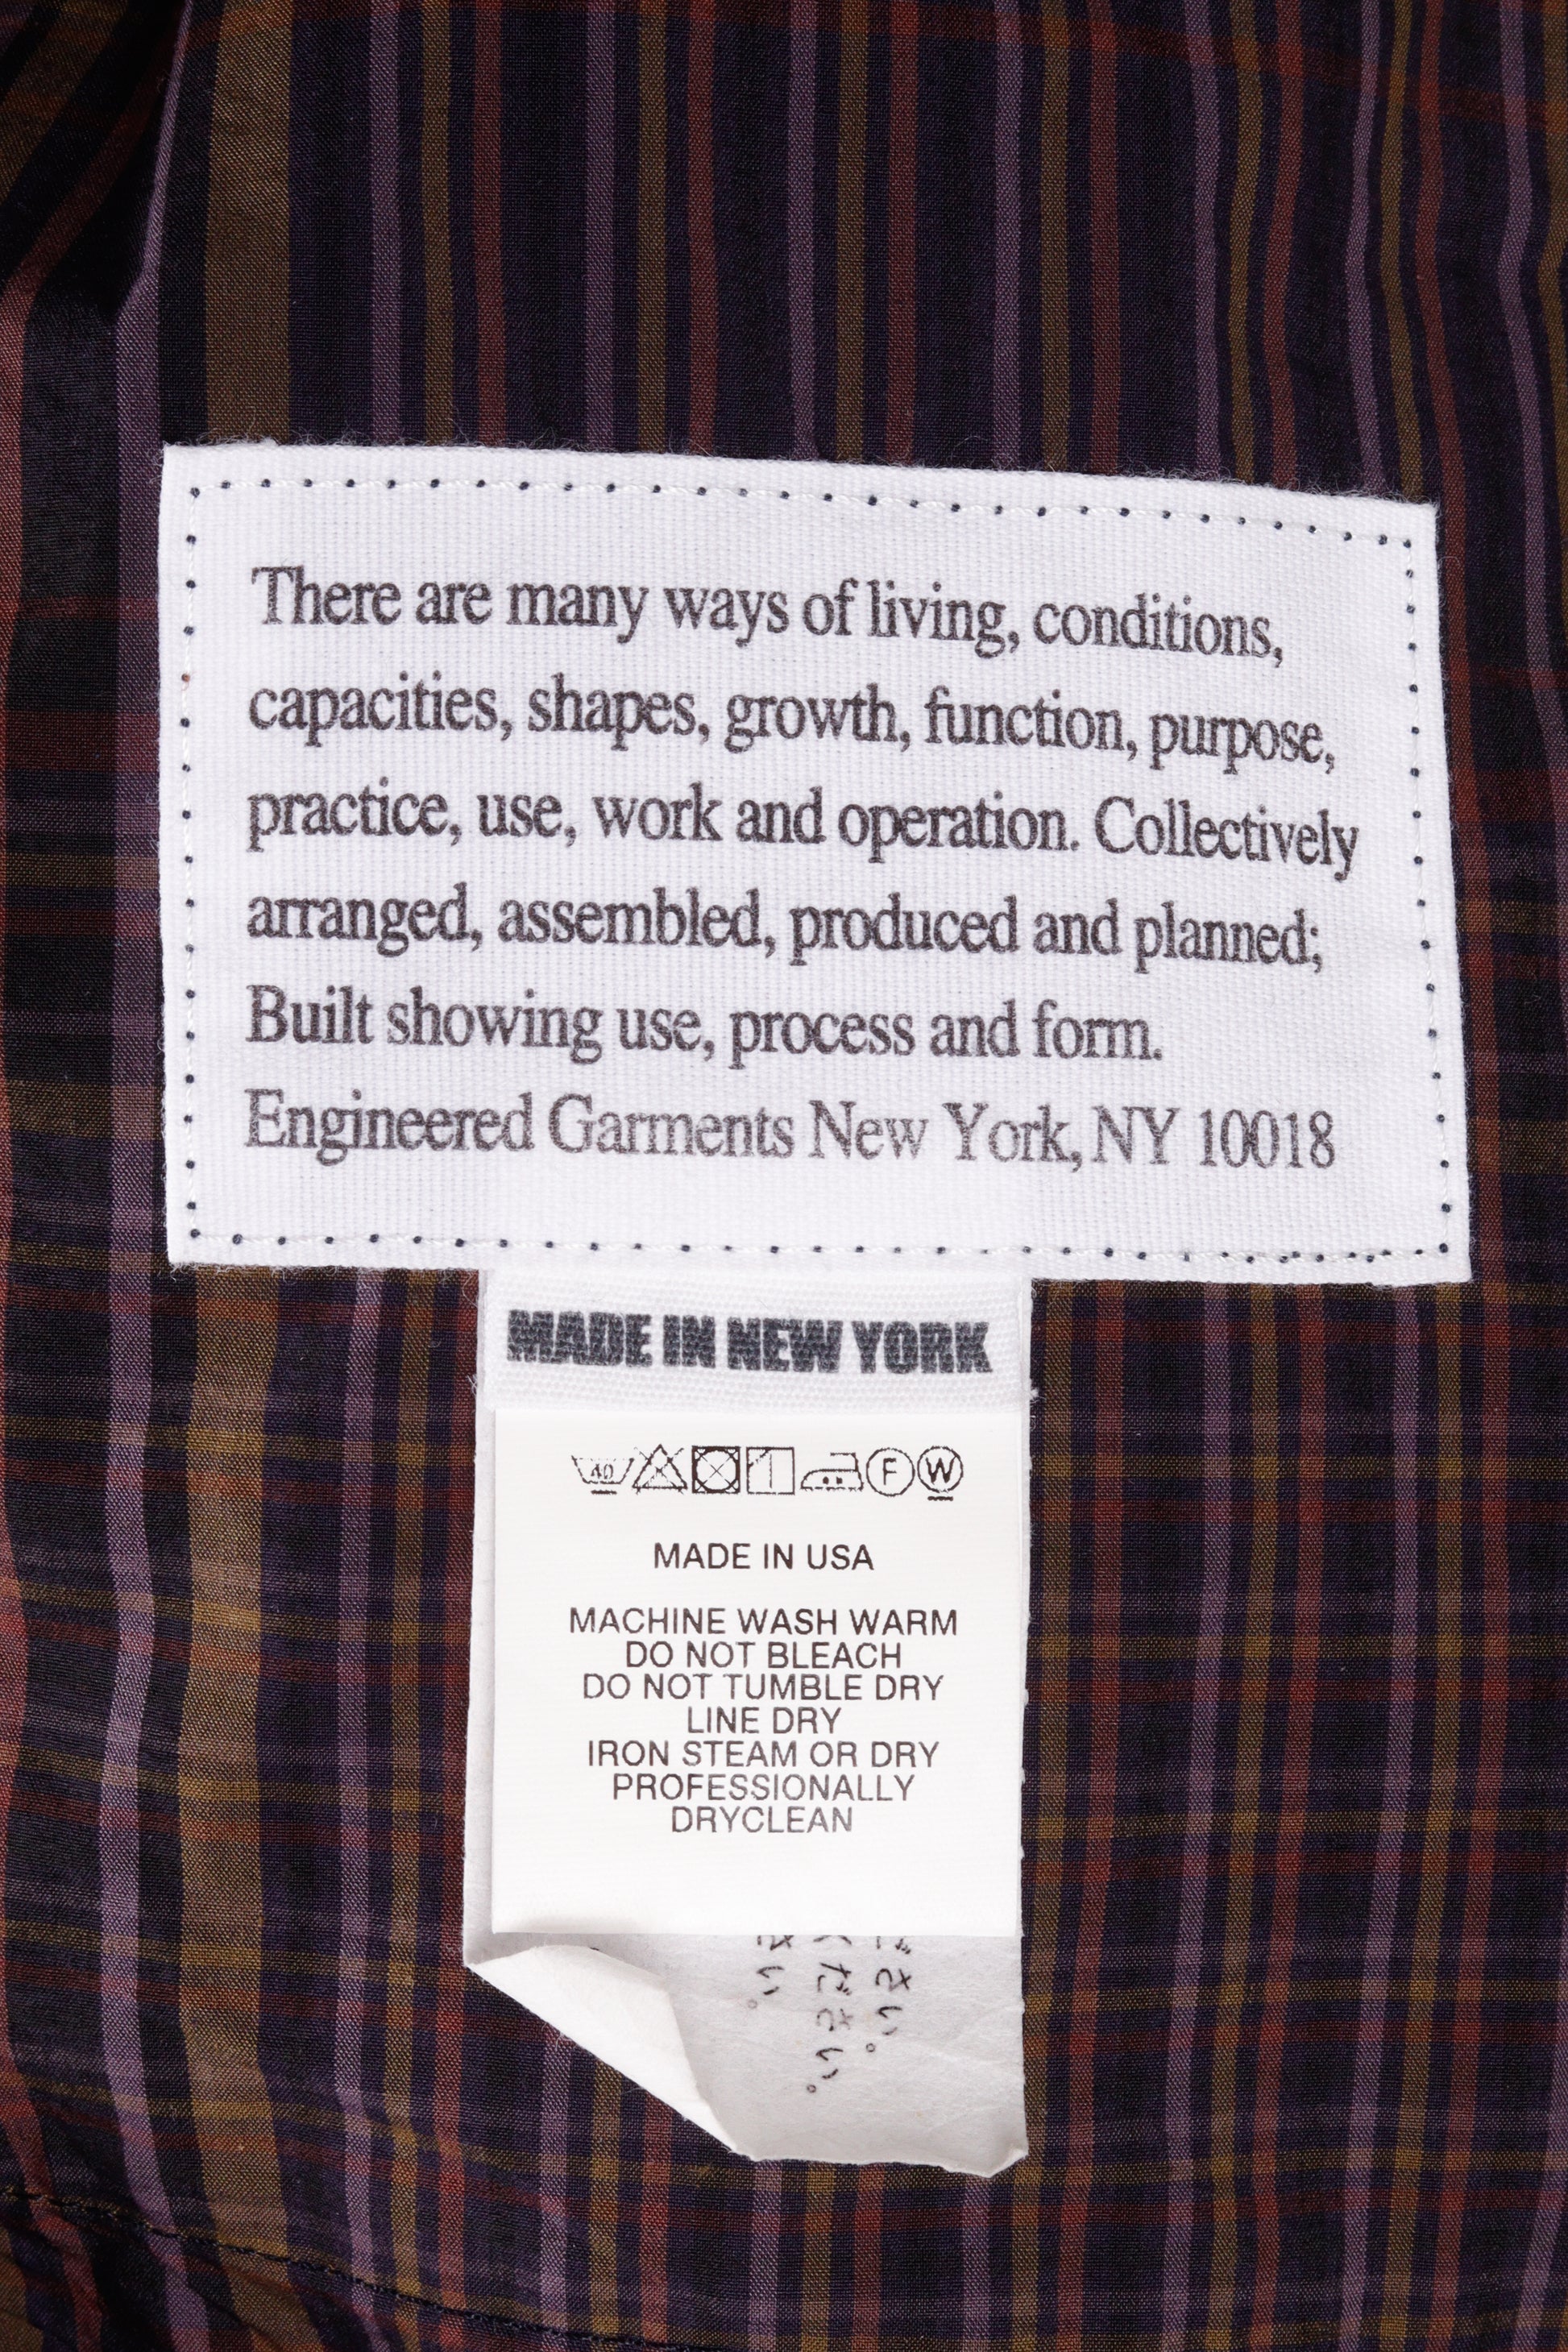 There are many ways of living, conditions,
capacities, shapes, growth, function, purpose,
practice, use, work and operation. Collectively
arranged, assembled, produced and planned;
Built showing use, process and form.
Engineered Garments New York, NY 10018
MADE IN NEW YORK
40 F W
MADE IN USA
MACHINE WASH WARM
DO NOT BLEACH
DO NOT TUMBLE DRY
LINE DRY
IRON STEAM OR DRY
PROFESSIONALLY
DRYCLEAN